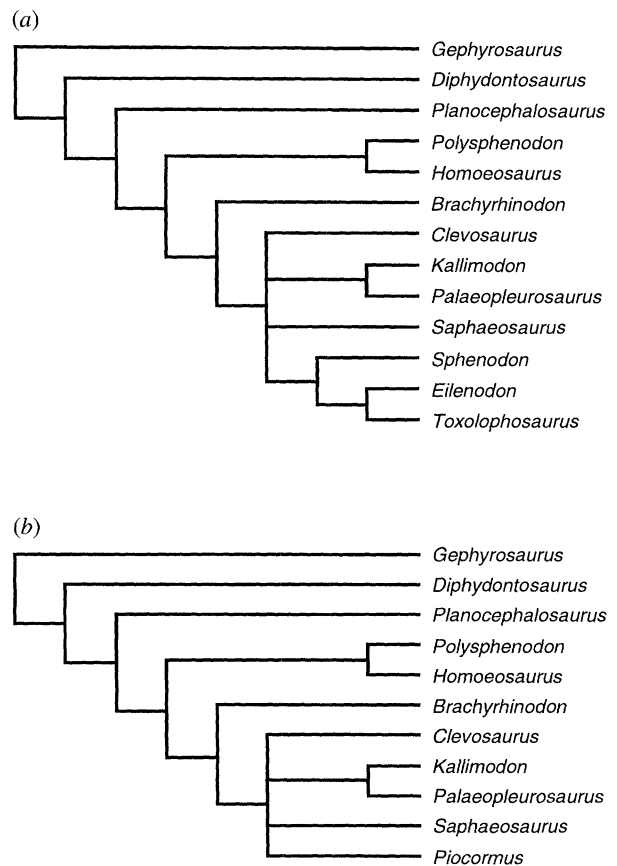 (a)
Gephyrosaurus
Diphydontosaurus
Planocephalosaurus
Polysphenodon
Homoeosaurus
Brachyrhinodon
Clevosaurus
Kallimodon
Palaeopleurosaurus
Saphaeosaurus
Sphenodon
Eilenodon
Toxolophosaurus
(b)
Gephyrosaurus
Diphydontosaurus
Planocephalosaurus
Polysphenodon
Homoeosaurus
Brachyrhinodon
Clevosaurus
Kallimodon
Palaeopleurosaurus
Saphaeosaurus
Piocormus